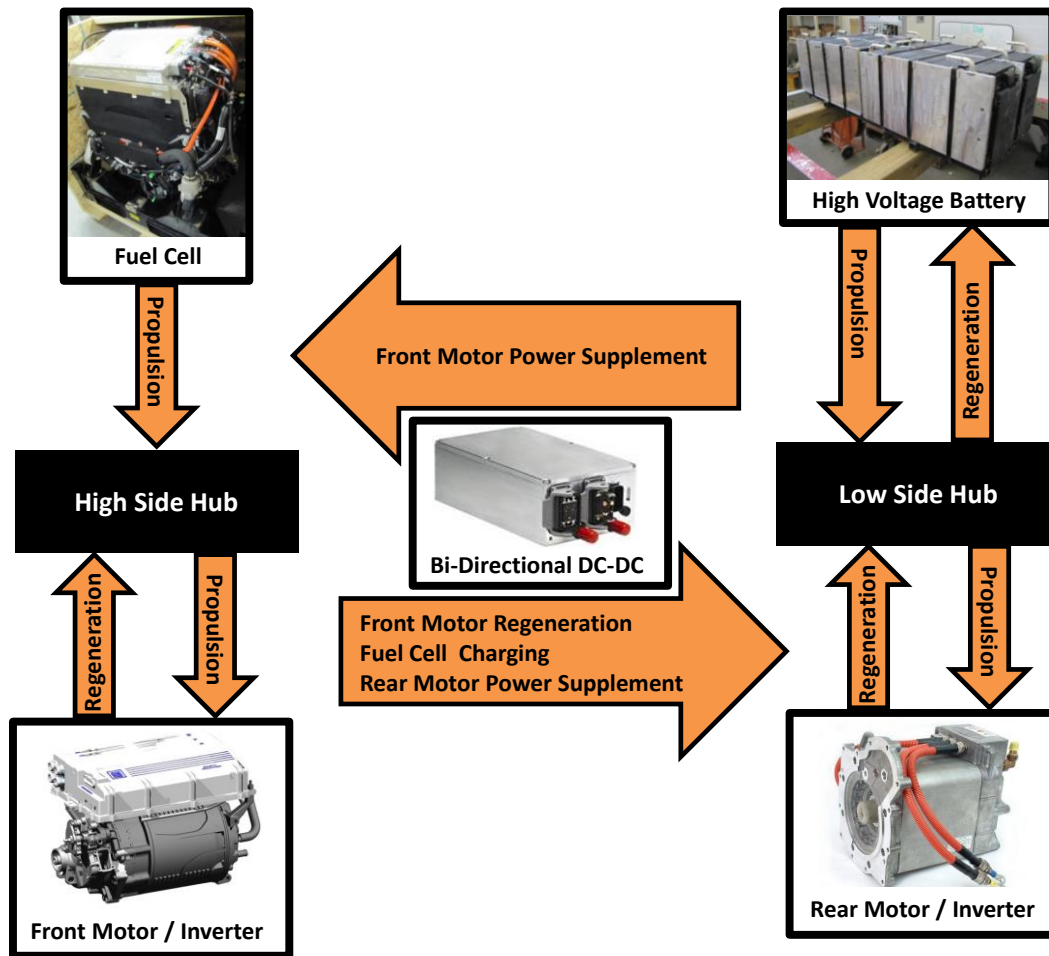 Fuel Cell
High Voltage Battery
Propulsion
Propulsion
Regeneration
Front Motor Power Supplement
High Side Hub
Low Side Hub
Bi-Directional DC-DC
Regeneration
Propulsion
Front Motor Regeneration
Fuel Cell  Charging
Rear Motor Power Supplement
Regeneration
Propulsion
Front Motor / Inverter
Rear Motor / Inverter